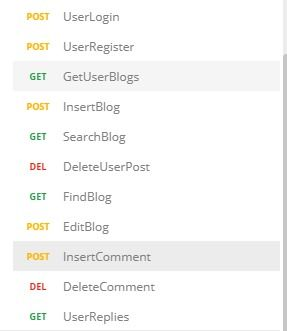 POST UserLogin
POST UserRegister
GET GetUserBlogs
POST InsertBlog
GET SearchBlog
DEL DeleteUserPost
GET FindBlog
POST EditBlog
POST InsertComment
DEL DeleteComment
GET UserReplies